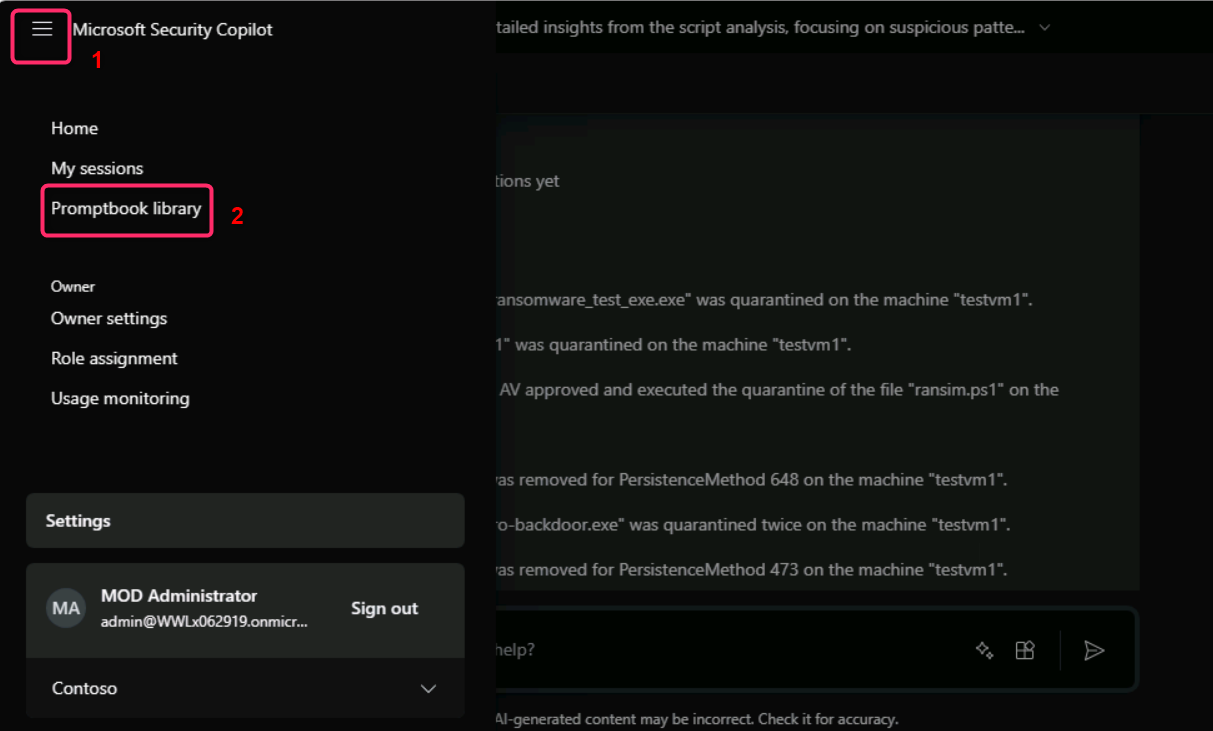 Microsoft Security Copilot
tailed insights from the script analysis, focusing on suspicious patte...
1
Home
My sessions
tions yet
Promptbook library
2
Owner
Owner settings
ansomware_test_exe.exe" was quarantined on the machine "testvm1".
1" was quarantined on the machine "testvm1".
Role assignment
AV approved and executed the quarantine of the file "ransim.ps1" on the
Usage monitoring
as removed for PersistenceMethod 648 on the machine "testvm1".
Settings
ro-backdoor.exe" was quarantined twice on the machine "testvm1".
as removed for PersistenceMethod 473 on the machine "testvm1".
MA
MOD Administrator
admin@WWLx062919.onmicr...
Sign out
help?
Contoso
AI-generated content may be incorrect. Check it for accuracy.